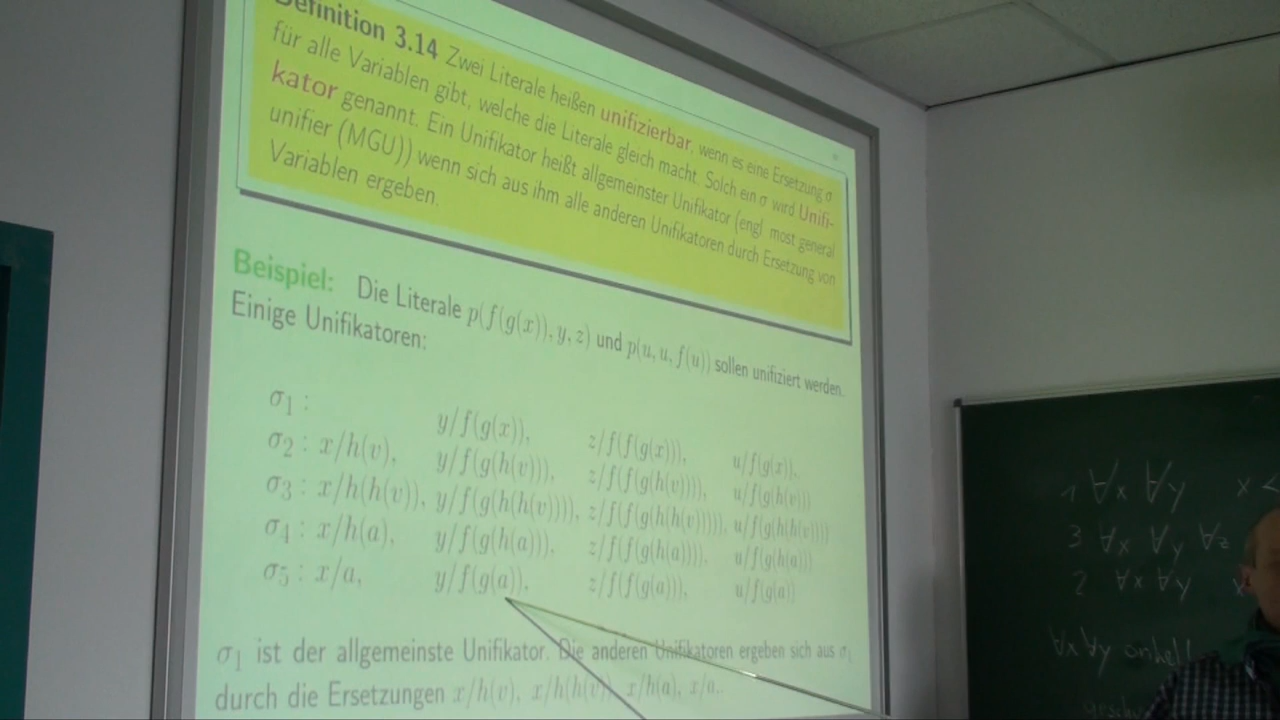 Definition 3.14 Zwei Literale heißen unifizierbar, wenn es eine Ersetzung σ
für alle Variablen gibt, welche die Literale gleich macht. Solch ein σ wird Unifi-
kator genannt. Ein Unifikator heißt allgemeinster Unifikator (engl. most general
unifier (MGU)) wenn sich aus ihm alle anderen Unifikatoren durch Ersetzung von
Variablen ergeben.
Beispiel: Die Literale p(f(g(x)), y, z) und p(u, u, f(u)) sollen unifiziert werden.
Einige Unifikatoren:
σ₁ : y/f(g(x)), z/f(f(g(x))), u/f(g(x)),
σ₂ : x/h(v), y/f(g(h(v))), z/f(f(g(h(v)))), u/f(g(h(v)))
σ₃ : x/h(h(v)), y/f(g(h(h(v)))), z/f(f(g(h(h(v))))), u/f(g(h(h(v))))
σ₄ : x/h(a), y/f(g(h(a))), z/f(f(g(h(a)))), u/f(g(h(a)))
σ₅ : x/a, y/f(g(a)), z/f(f(g(a))), u/f(g(a))
σ₁ ist der allgemeinste Unifikator. Die anderen Unifikatoren ergeben sich aus σ₁
durch die Ersetzungen x/h(v), x/h(h(v)), x/h(a), x/a.
1 ∀x ∀y x <
3 ∀x ∀y ∀z
2 ∀x ∀y x
∀x ∀y